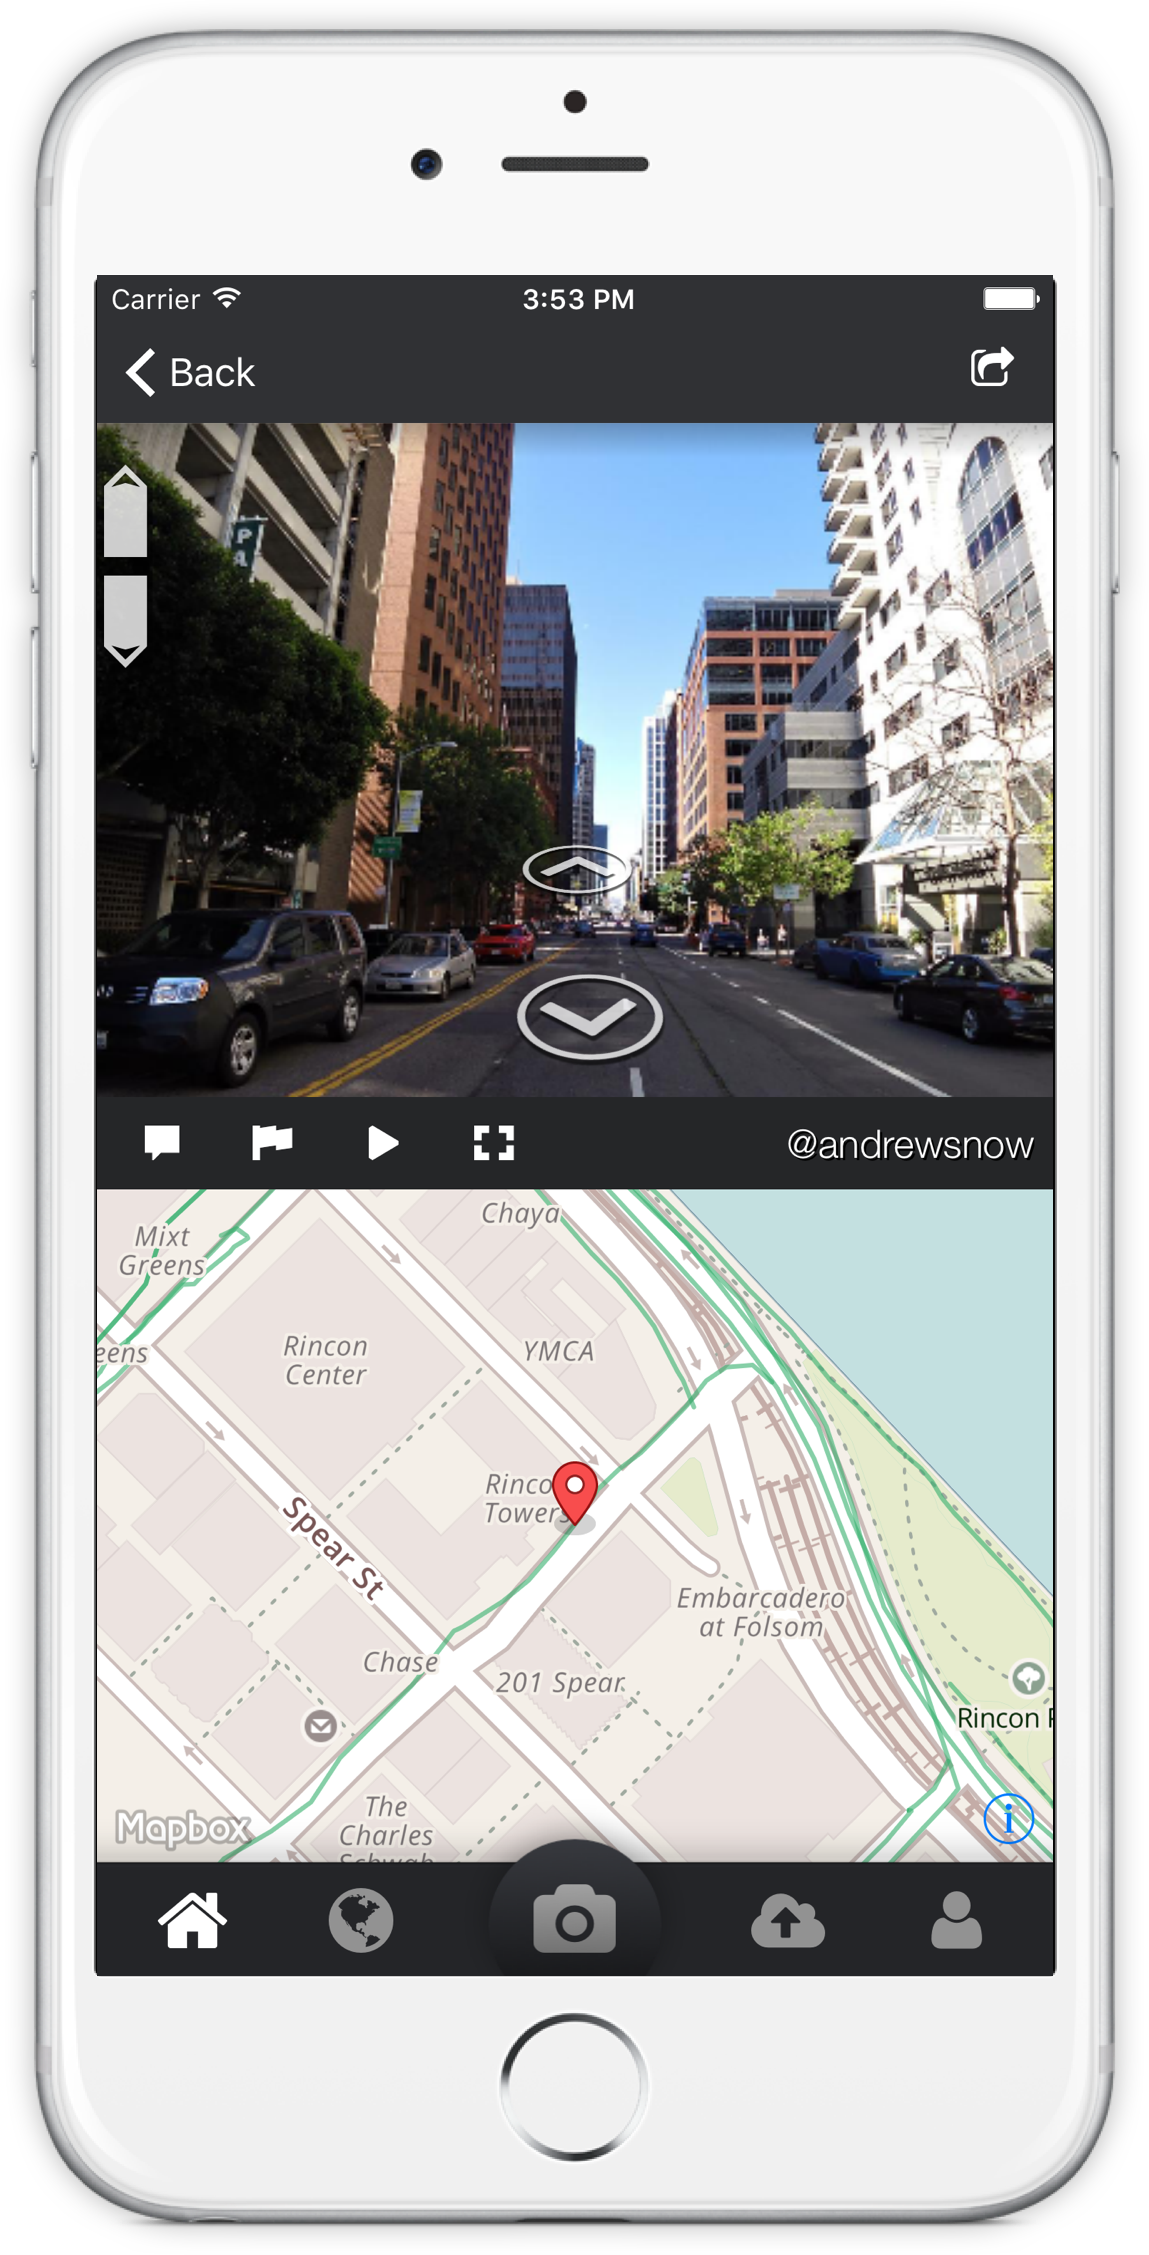 Carrier
3:53 PM
Back
P
A
@andrewsnow
Chaya
Mixt
Greens
eens
Rincon
Center
YMCA
Rinco
Towers
Spear St
Embarcadero
at Folsom
Chase
201 Spear
Rincon P
The
Charles
Schwab
Mapbox
i